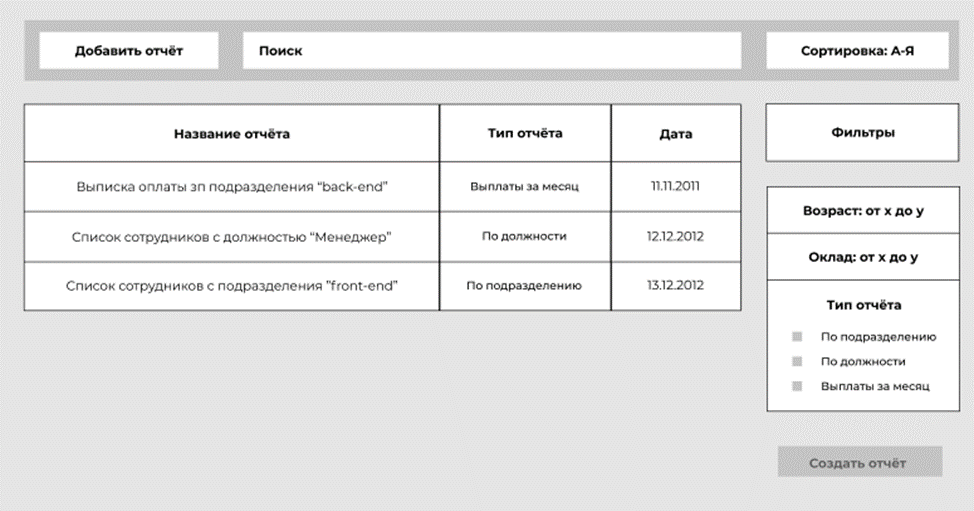 Добавить отчёт
Поиск
Сортировка: А-Я
Название отчёта
Тип отчёта
Дата
Фильтры
Выписка оплаты зп подразделения “back-end”
Выплаты за месяц
11.11.2011
Список сотрудников с должностью “Менеджер”
По должности
12.12.2012
Список сотрудников с подразделения ”front-end”
По подразделению
13.12.2012
Возраст: от x до y
Оклад: от x до y
Тип отчёта
По подразделению
По должности
Выплаты за месяц
Создать отчёт